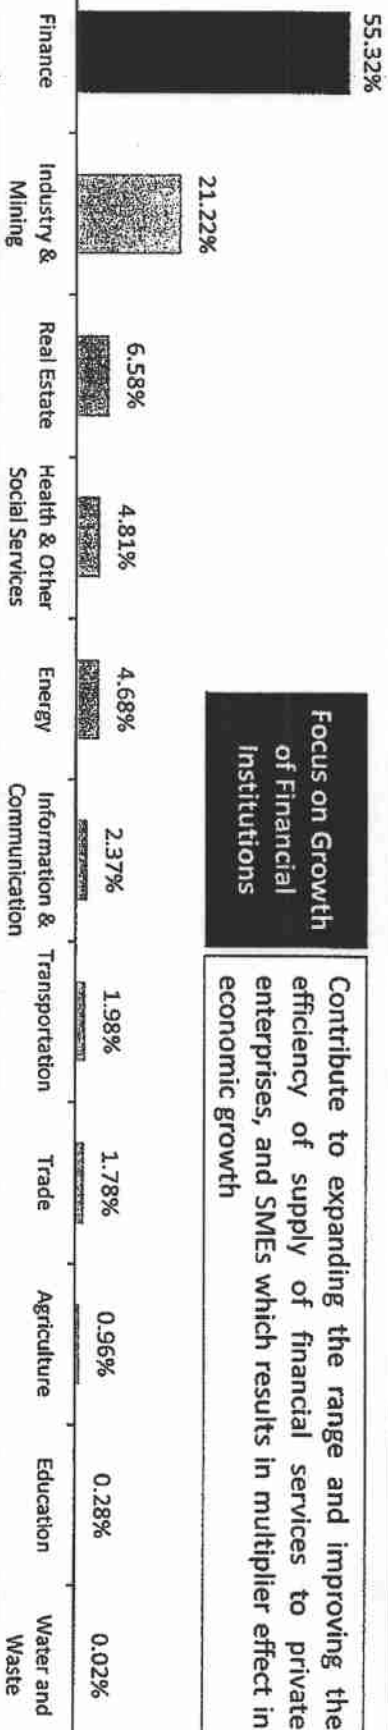 55.32%
21.22%
6.58%
4.81%
4.68%
2.37%
1.98%
1.78%
0.96%
0.28%
0.02%
Focus on Growth
of Financial
Institutions
Contribute to expanding the range and improving the
efficiency of supply of financial services to private
enterprises, and SMEs which results in multiplier effect in
economic growth
Finance
Industry &
Mining
Real Estate
Health & Other
Social Services
Energy
Information &
Communication
Transportation
Trade
Agriculture
Education
Water and
Waste